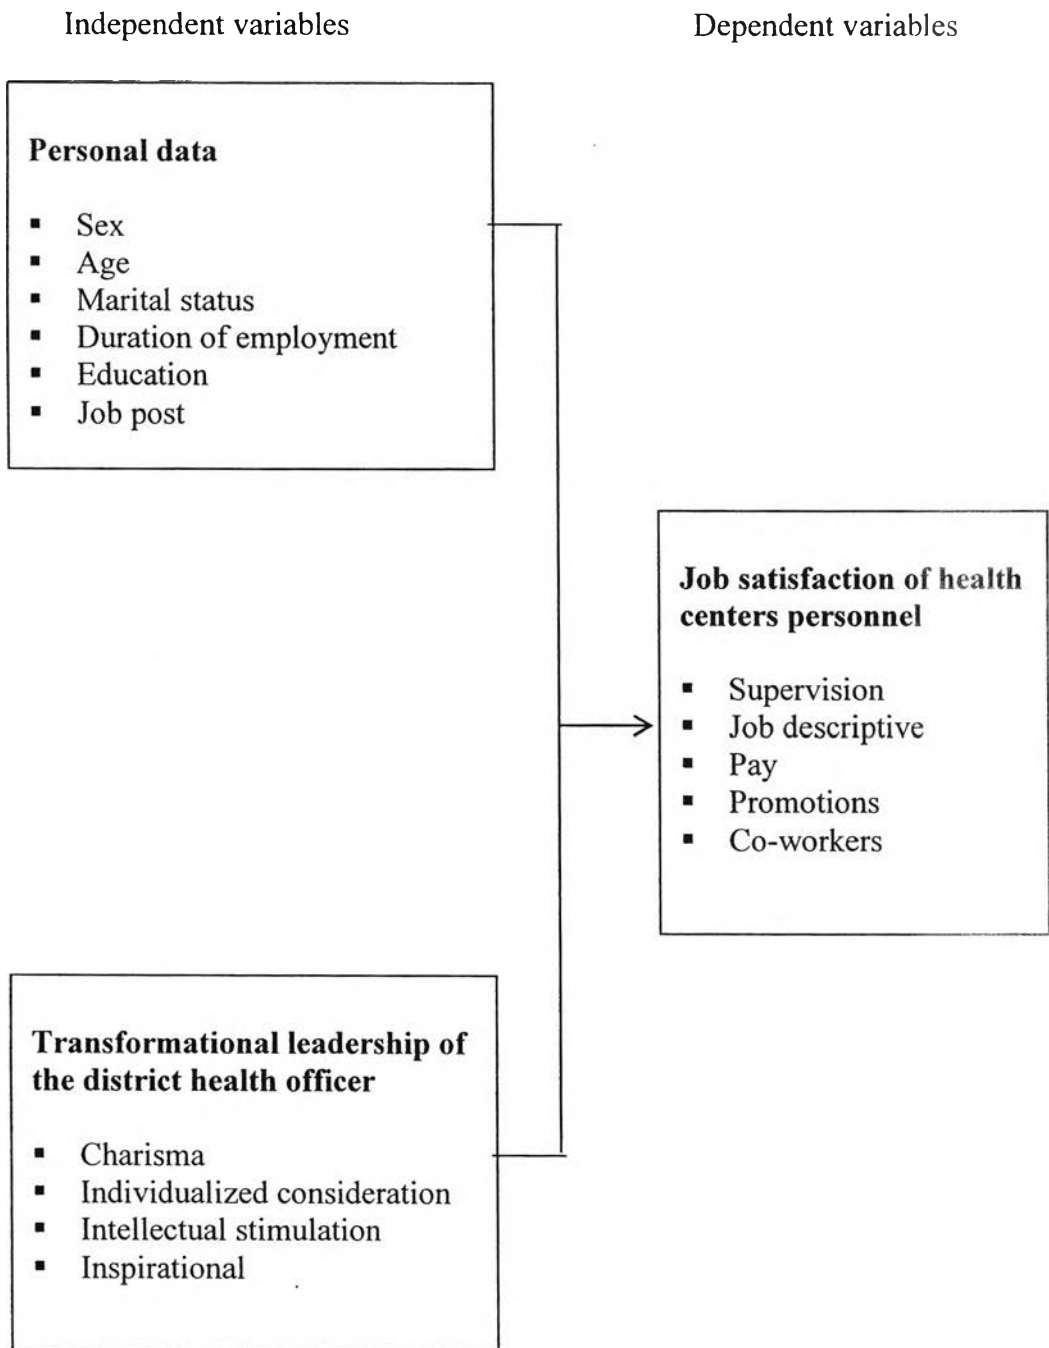 Independent variables
Dependent variables
Personal data
▪ Sex
▪ Age
▪ Marital status
▪ Duration of employment
▪ Education
▪ Job post
Job satisfaction of health
centers personnel
▪ Supervision
▪ Job descriptive
▪ Pay
▪ Promotions
▪ Co-workers
Transformational leadership of
the district health officer
▪ Charisma
▪ Individualized consideration
▪ Intellectual stimulation
▪ Inspirational